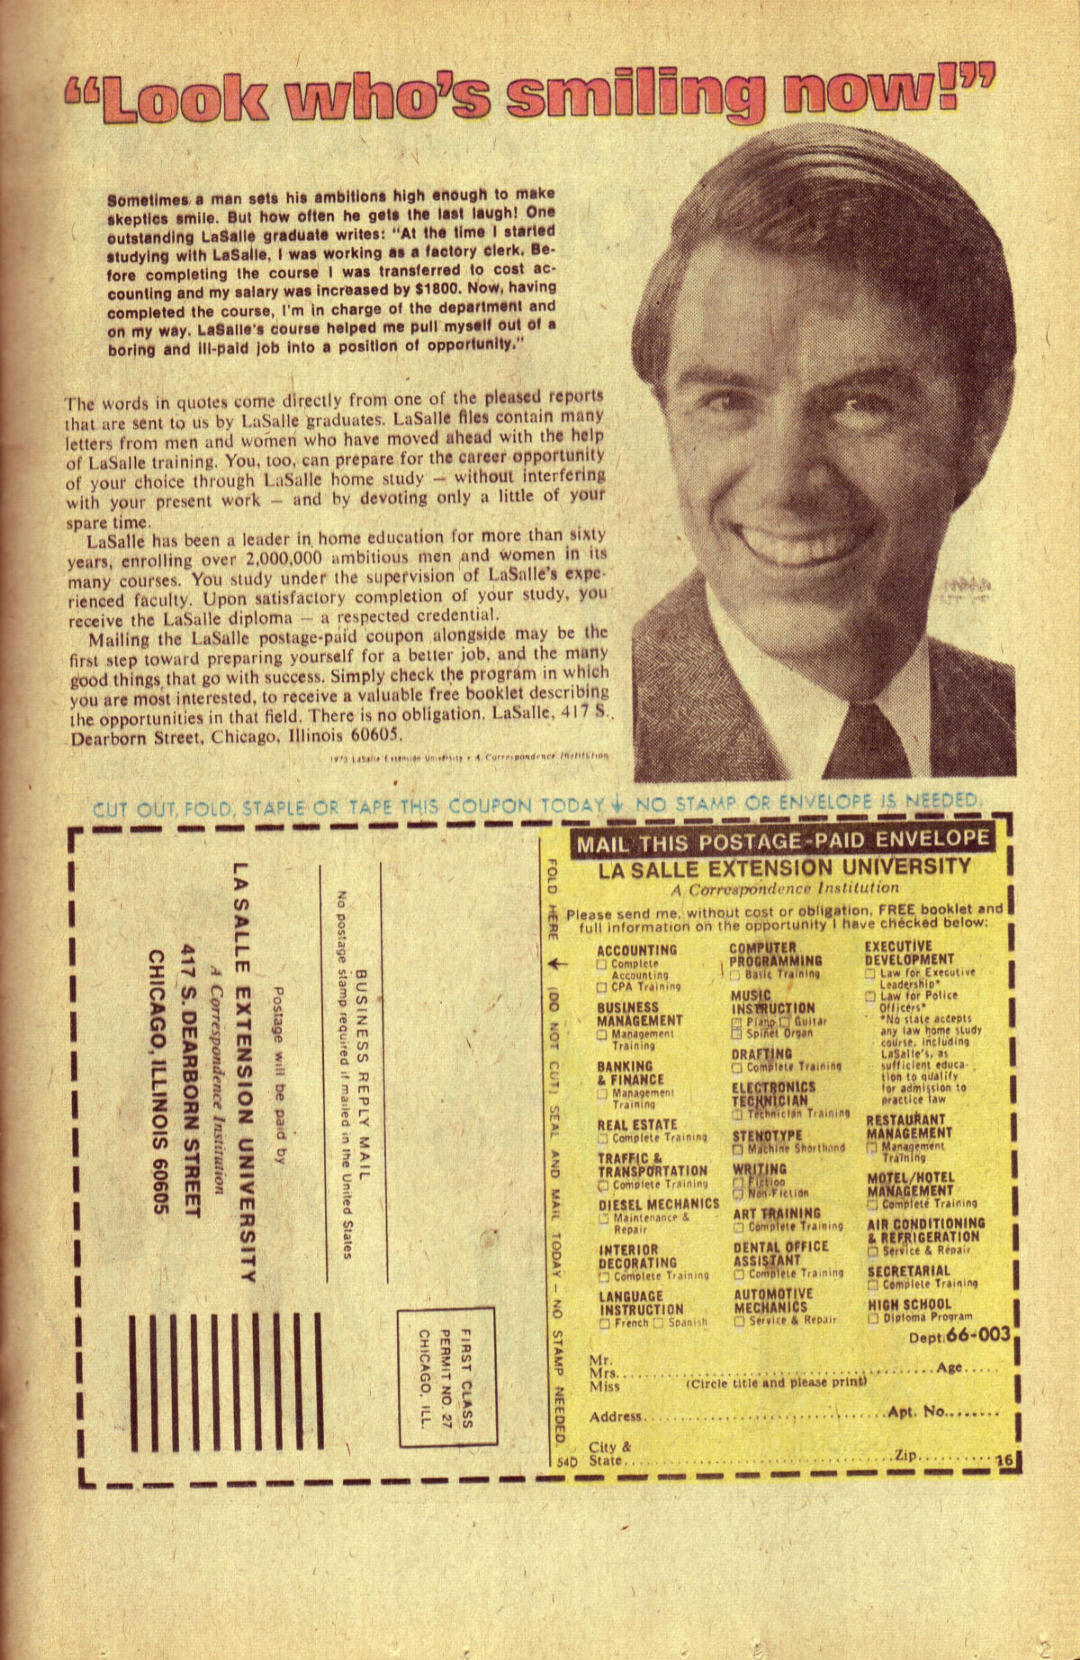 “Look who's smiling now!”
Sometimes a man sets his ambitions high enough to make
skeptics smile. But how often he gets the last laugh! One
outstanding LaSalle graduate writes: “At the time I started
studying with LaSalle, I was working as a factory clerk. Be-
fore completing the course I was transferred to cost ac-
counting and my salary was increased by $1800. Now, having
completed the course, I'm in charge of the department and
on my way. LaSalle's course helped me pull myself out of a
boring and ill-paid job into a position of opportunity.”
The words in quotes come directly from one of the pleased reports
that are sent to us by LaSalle graduates. LaSalle files contain many
letters from men and women who have moved ahead with the help
of LaSalle training. You, too, can prepare for the career opportunity
of your choice through LaSalle home study — without interfering
with your present work — and by devoting only a little of your
spare time.
LaSalle has been a leader in home education for more than sixty
years, enrolling over 2,000,000 ambitious men and women in its
many courses. You study under the supervision of LaSalle's expe-
rienced faculty. Upon satisfactory completion of your study, you
receive the LaSalle diploma — a respected credential.
Mailing the LaSalle postage-paid coupon alongside may be the
first step toward preparing yourself for a better job, and the many
good things that go with success. Simply check the program in which
you are most interested, to receive a valuable free booklet describing
the opportunities in that field. There is no obligation. LaSalle, 417 S.
Dearborn Street, Chicago, Illinois 60605.
LaSalle Extension University • A Correspondence Institution
CUT OUT, FOLD, STAPLE OR TAPE THIS COUPON TODAY NO STAMP OR ENVELOPE IS NEEDED.
LA SALLE EXTENSION UNIVERSITY
A Correspondence Institution
417 S. DEARBORN STREET
CHICAGO, ILLINOIS 60605
Postage will be paid by
BUSINESS REPLY MAIL
No postage stamp required if mailed in the United States
FIRST CLASS
PERMIT NO. 27
CHICAGO, ILL.
FOLD HERE (DO NOT CUT) SEAL AND MAIL TODAY — NO STAMP NEEDED.
MAIL THIS POSTAGE-PAID ENVELOPE
LA SALLE EXTENSION UNIVERSITY
A Correspondence Institution
Please send me, without cost or obligation, FREE booklet and
full information on the opportunity I have checked below:
ACCOUNTING
Complete
Accounting
CPA Training
BUSINESS
MANAGEMENT
Management
Training
BANKING
& FINANCE
Management
Training
REAL ESTATE
Complete Training
TRAFFIC &
TRANSPORTATION
Complete Training
DIESEL MECHANICS
Maintenance &
Repair
INTERIOR
DECORATING
Complete Training
LANGUAGE
INSTRUCTION
French Spanish
COMPUTER
PROGRAMMING
Basic Training
MUSIC
INSTRUCTION
Piano Guitar
Spinet Organ
DRAFTING
Complete Training
ELECTRONICS
TECHNICIAN
Technician Training
STENOTYPE
Machine Shorthand
WRITING
Fiction
Non-Fiction
ART TRAINING
Complete Training
DENTAL OFFICE
ASSISTANT
Complete Training
AUTOMOTIVE
MECHANICS
Service & Repair
EXECUTIVE
DEVELOPMENT
Law for Executive
Leadership*
Law for Police
Officers*
*No state accepts
any law home study
course, including
LaSalle's, as
sufficient educa-
tion to qualify
for admission to
practice law
RESTAURANT
MANAGEMENT
Management
Training
MOTEL/HOTEL
MANAGEMENT
Complete Training
AIR CONDITIONING
& REFRIGERATION
Service & Repair
SECRETARIAL
Complete Training
HIGH SCHOOL
Diploma Program
Dept. 66-003
Mr.
Mrs. Age
Miss (Circle title and please print)
Address Apt. No.
City &
State Zip
54D
16